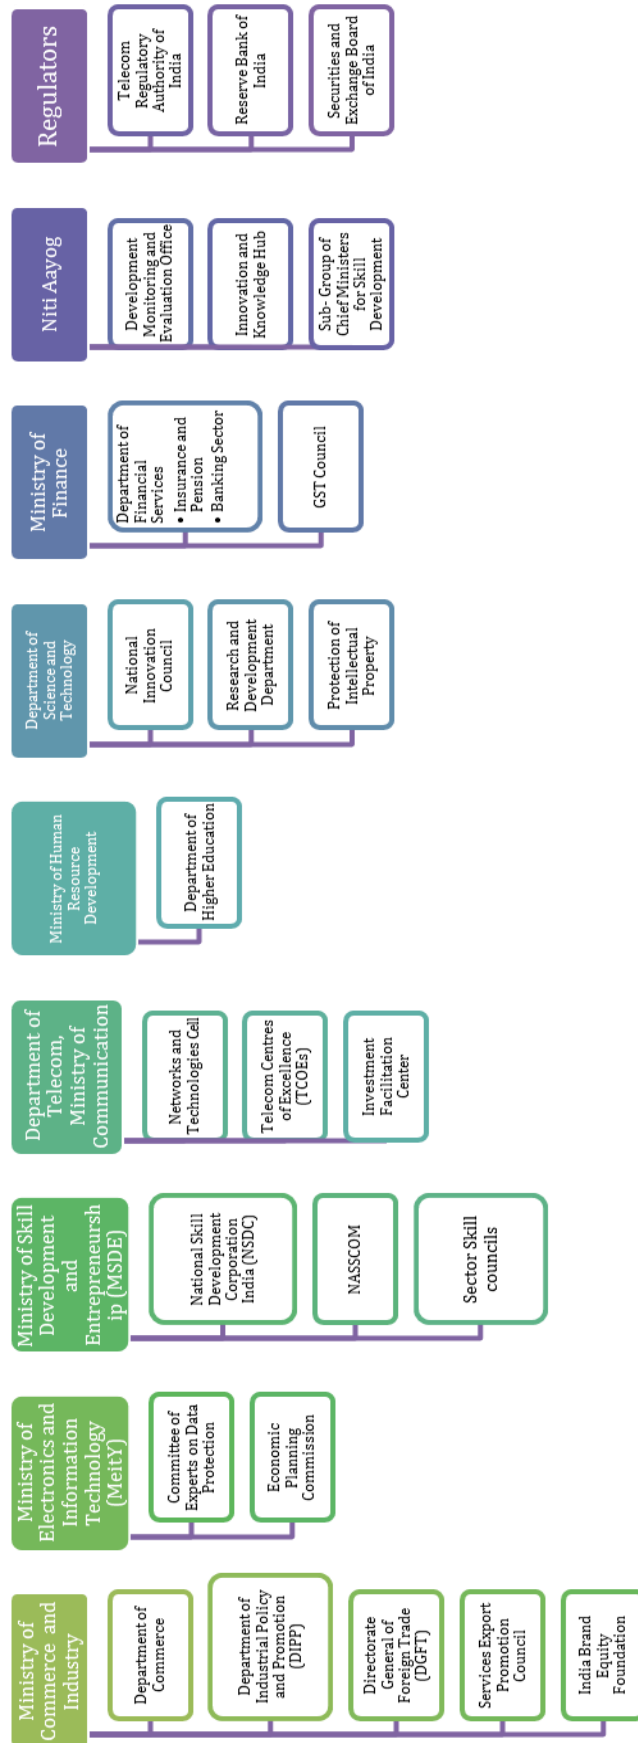 Ministry of
Commerce and
Industry
Department of
Commerce
Department of
Industrial Policy
and Promotion
(DIPP)
Directorate
General of
Foreign Trade
(DGFT)
Services Export
Promotion
Council
India Brand
Equity
Foundation
Ministry of
Electronics and
Information
Technology
(MeitY)
Committee of
Experts on Data
Protection
Economic
Planning
Commission
Ministry of Skill
Development
and
Entrepreneursh
ip (MSDE)
National Skill
Development
Corporation
India (NSDC)
NASSCOM
Sector Skill
councils
Department of
Telecom,
Ministry of
Communication
Networks and
Technologies Cell
Telecom Centres
of Excellence
(TCOEs)
Investment
Facilitation
Center
Ministry of Human
Resource
Development
Department of
Higher Education
Department of
Science and
Technology
National
Innovation
Council
Research and
Development
Department
Protection of
Intellectual
Property
Ministry of
Finance
Department of
Financial
Services
• Insurance and
Pension
• Banking Sector
GST Council
Niti Aayog
Development
Monitoring and
Evaluation Office
Innovation and
Knowledge Hub
Sub- Group of
Chief Ministers
for Skill
Development
Regulators
Telecom
Regulatory
Authority of
India
Reserve Bank of
India
Securities and
Exchange Board
of India